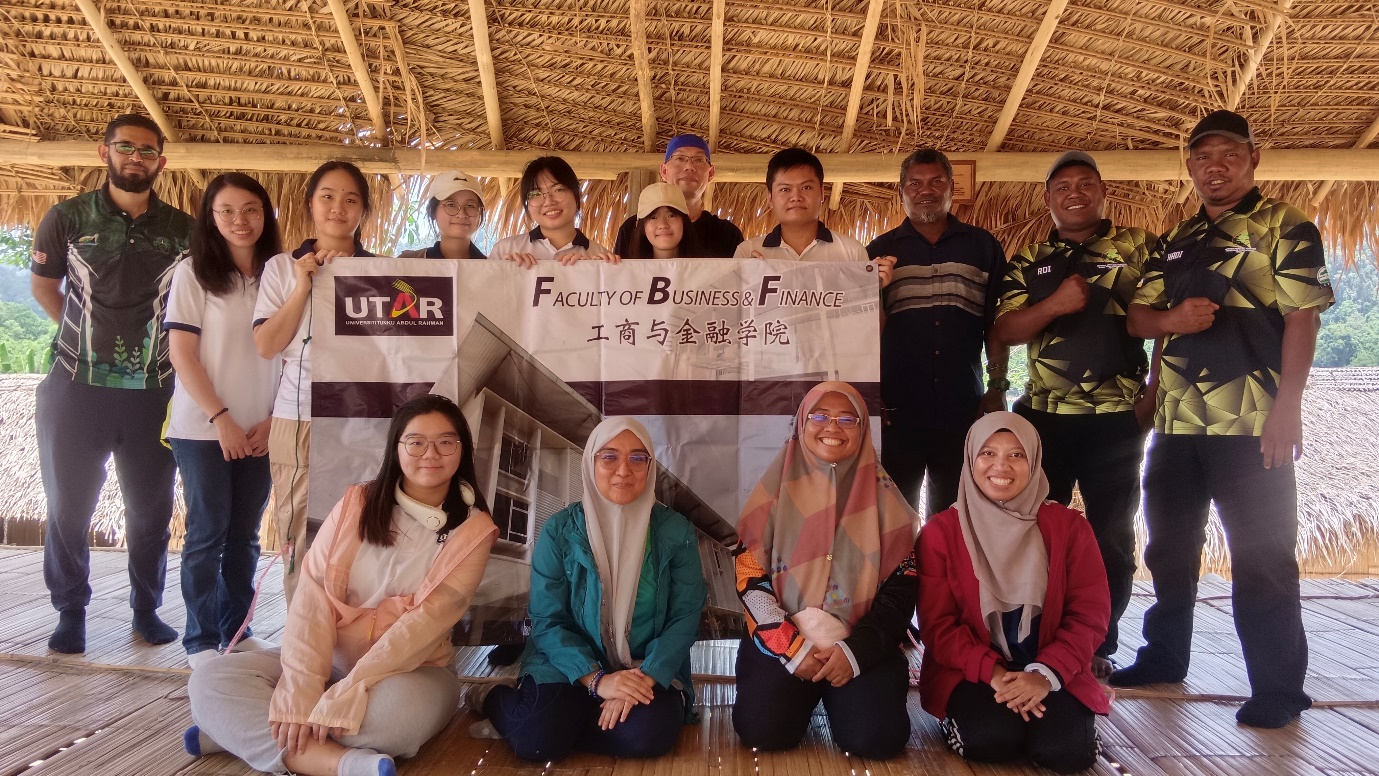 UTAR
UNIVERSITI TUNKU ABDUL RAHMAN
FACULTY OF BUSINESS & FINANCE
工商与金融学院
ROI